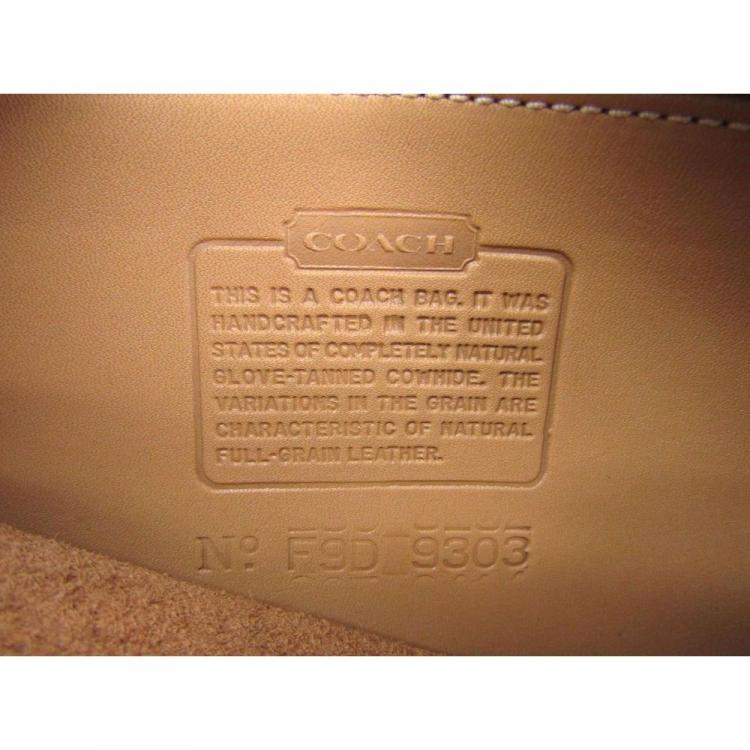 COACH
THIS IS A COACH BAG. IT WAS
HANDCRAFTED IN THE UNITED
STATES OF COMPLETELY NATURAL
GLOVE-TANNED COWHIDE. THE
VARIATIONS IN THE GRAIN ARE
CHARACTERISTIC OF NATURAL
FULL-GRAIN LEATHER.
Nº F9D 9303